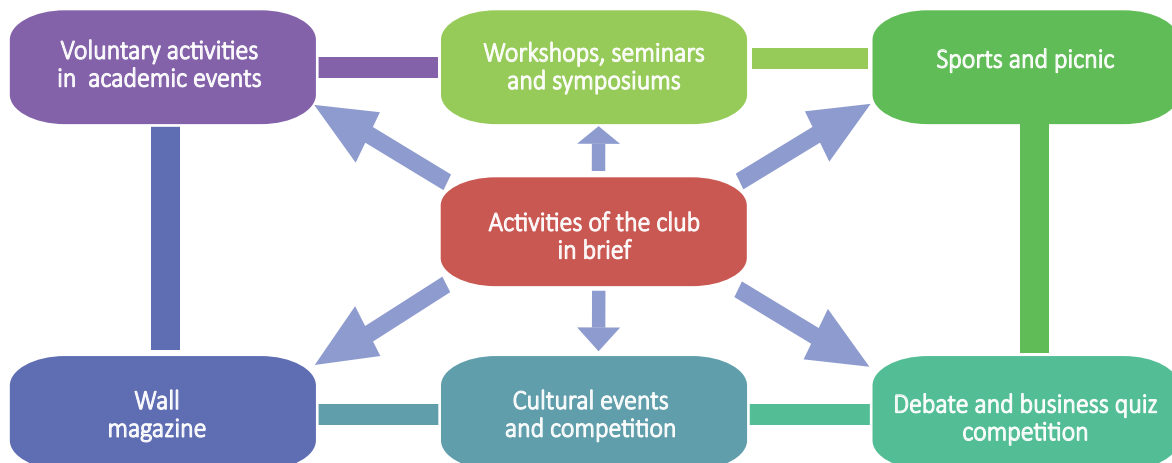 Voluntary activities
in academic events
Workshops, seminars
and symposiums
Sports and picnic
Activities of the club
in brief
Wall
magazine
Cultural events
and competition
Debate and business quiz
competition